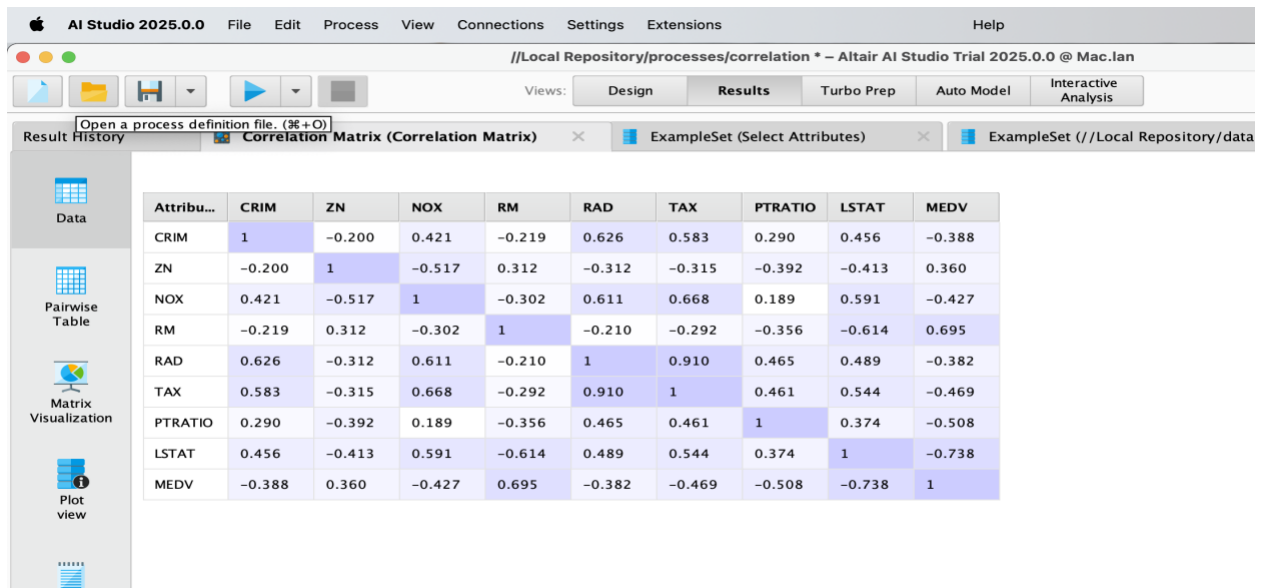 AI Studio 2025.0.0 File Edit Process View Connections Settings Extensions Help
//Local Repository/processes/correlation * – Altair AI Studio Trial 2025.0.0 @ Mac.lan
Views: Design Results Turbo Prep Auto Model Interactive Analysis
Open a process definition file. (⌘+O)
Result History Correlation Matrix (Correlation Matrix) ExampleSet (Select Attributes) ExampleSet (//Local Repository/data
Data
Pairwise
Table
Matrix
Visualization
Plot
view
Attribu... CRIM ZN NOX RM RAD TAX PTRATIO LSTAT MEDV
CRIM 1 -0.200 0.421 -0.219 0.626 0.583 0.290 0.456 -0.388
ZN -0.200 1 -0.517 0.312 -0.312 -0.315 -0.392 -0.413 0.360
NOX 0.421 -0.517 1 -0.302 0.611 0.668 0.189 0.591 -0.427
RM -0.219 0.312 -0.302 1 -0.210 -0.292 -0.356 -0.614 0.695
RAD 0.626 -0.312 0.611 -0.210 1 0.910 0.465 0.489 -0.382
TAX 0.583 -0.315 0.668 -0.292 0.910 1 0.461 0.544 -0.469
PTRATIO 0.290 -0.392 0.189 -0.356 0.465 0.461 1 0.374 -0.508
LSTAT 0.456 -0.413 0.591 -0.614 0.489 0.544 0.374 1 -0.738
MEDV -0.388 0.360 -0.427 0.695 -0.382 -0.469 -0.508 -0.738 1